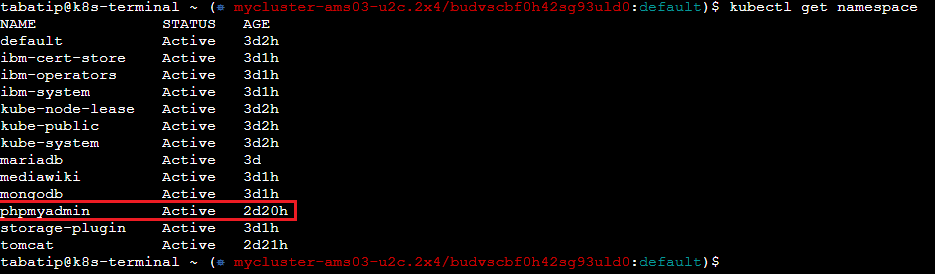 tabatip@k8s-terminal ~ (⎈ mycluster-ams03-u2c.2x4/budvscbf0h42sg93uld0:default)$ kubectl get namespace
NAME STATUS AGE
default Active 3d2h
ibm-cert-store Active 3d1h
ibm-operators Active 3d1h
ibm-system Active 3d1h
kube-node-lease Active 3d2h
kube-public Active 3d2h
kube-system Active 3d2h
mariadb Active 3d
mediawiki Active 3d1h
mongodb Active 3d1h
phpmyadmin Active 2d20h
storage-plugin Active 3d1h
tomcat Active 2d21h
tabatip@k8s-terminal ~ (⎈ mycluster-ams03-u2c.2x4/budvscbf0h42sg93uld0:default)$